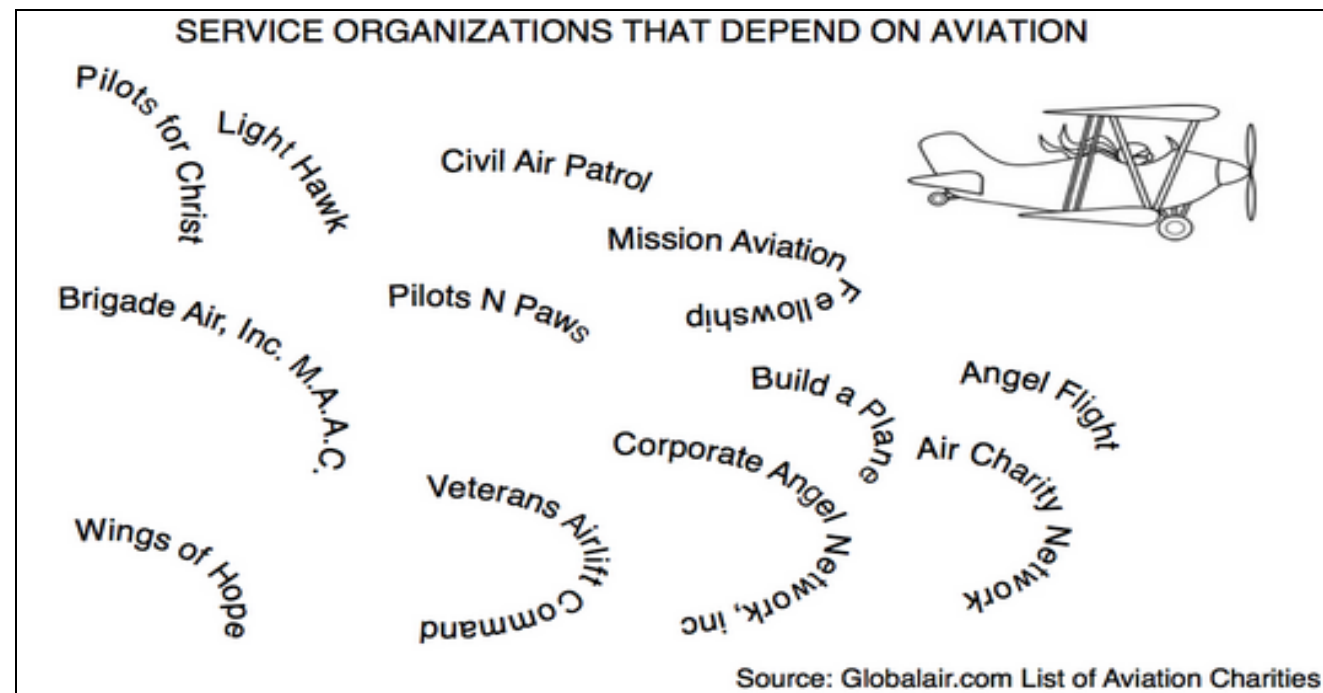 SERVICE ORGANIZATIONS THAT DEPEND ON AVIATION
Pilots for Christ
Light Hawk
Civil Air Patrol
Mission Aviation Fellowship
Brigade Air, Inc. M.A.A.C.
Pilots N Paws
Build a Plane
Angel Flight
Corporate Angel Network, inc
Air Charity Network
Veterans Airlift Command
Wings of Hope
Source: Globalair.com List of Aviation Charities